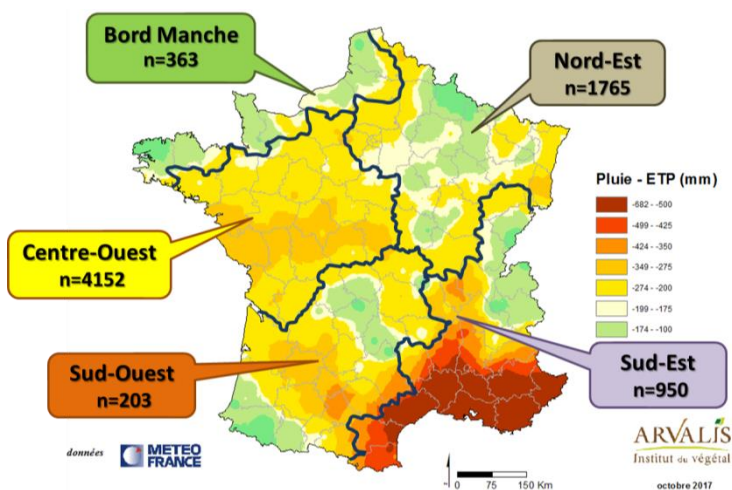 Bord Manche
n=363
Nord-Est
n=1765
Pluie - ETP (mm)
-682 - -500
-499 - -425
-424 - -350
-349 - -275
-274 - -200
-199 - -175
-174 - -100
Centre-Ouest
n=4152
Sud-Ouest
n=203
Sud-Est
n=950
données
METEO
FRANCE
0 75 150 Km
ARVALIS
Institut du végétal
octobre 2017